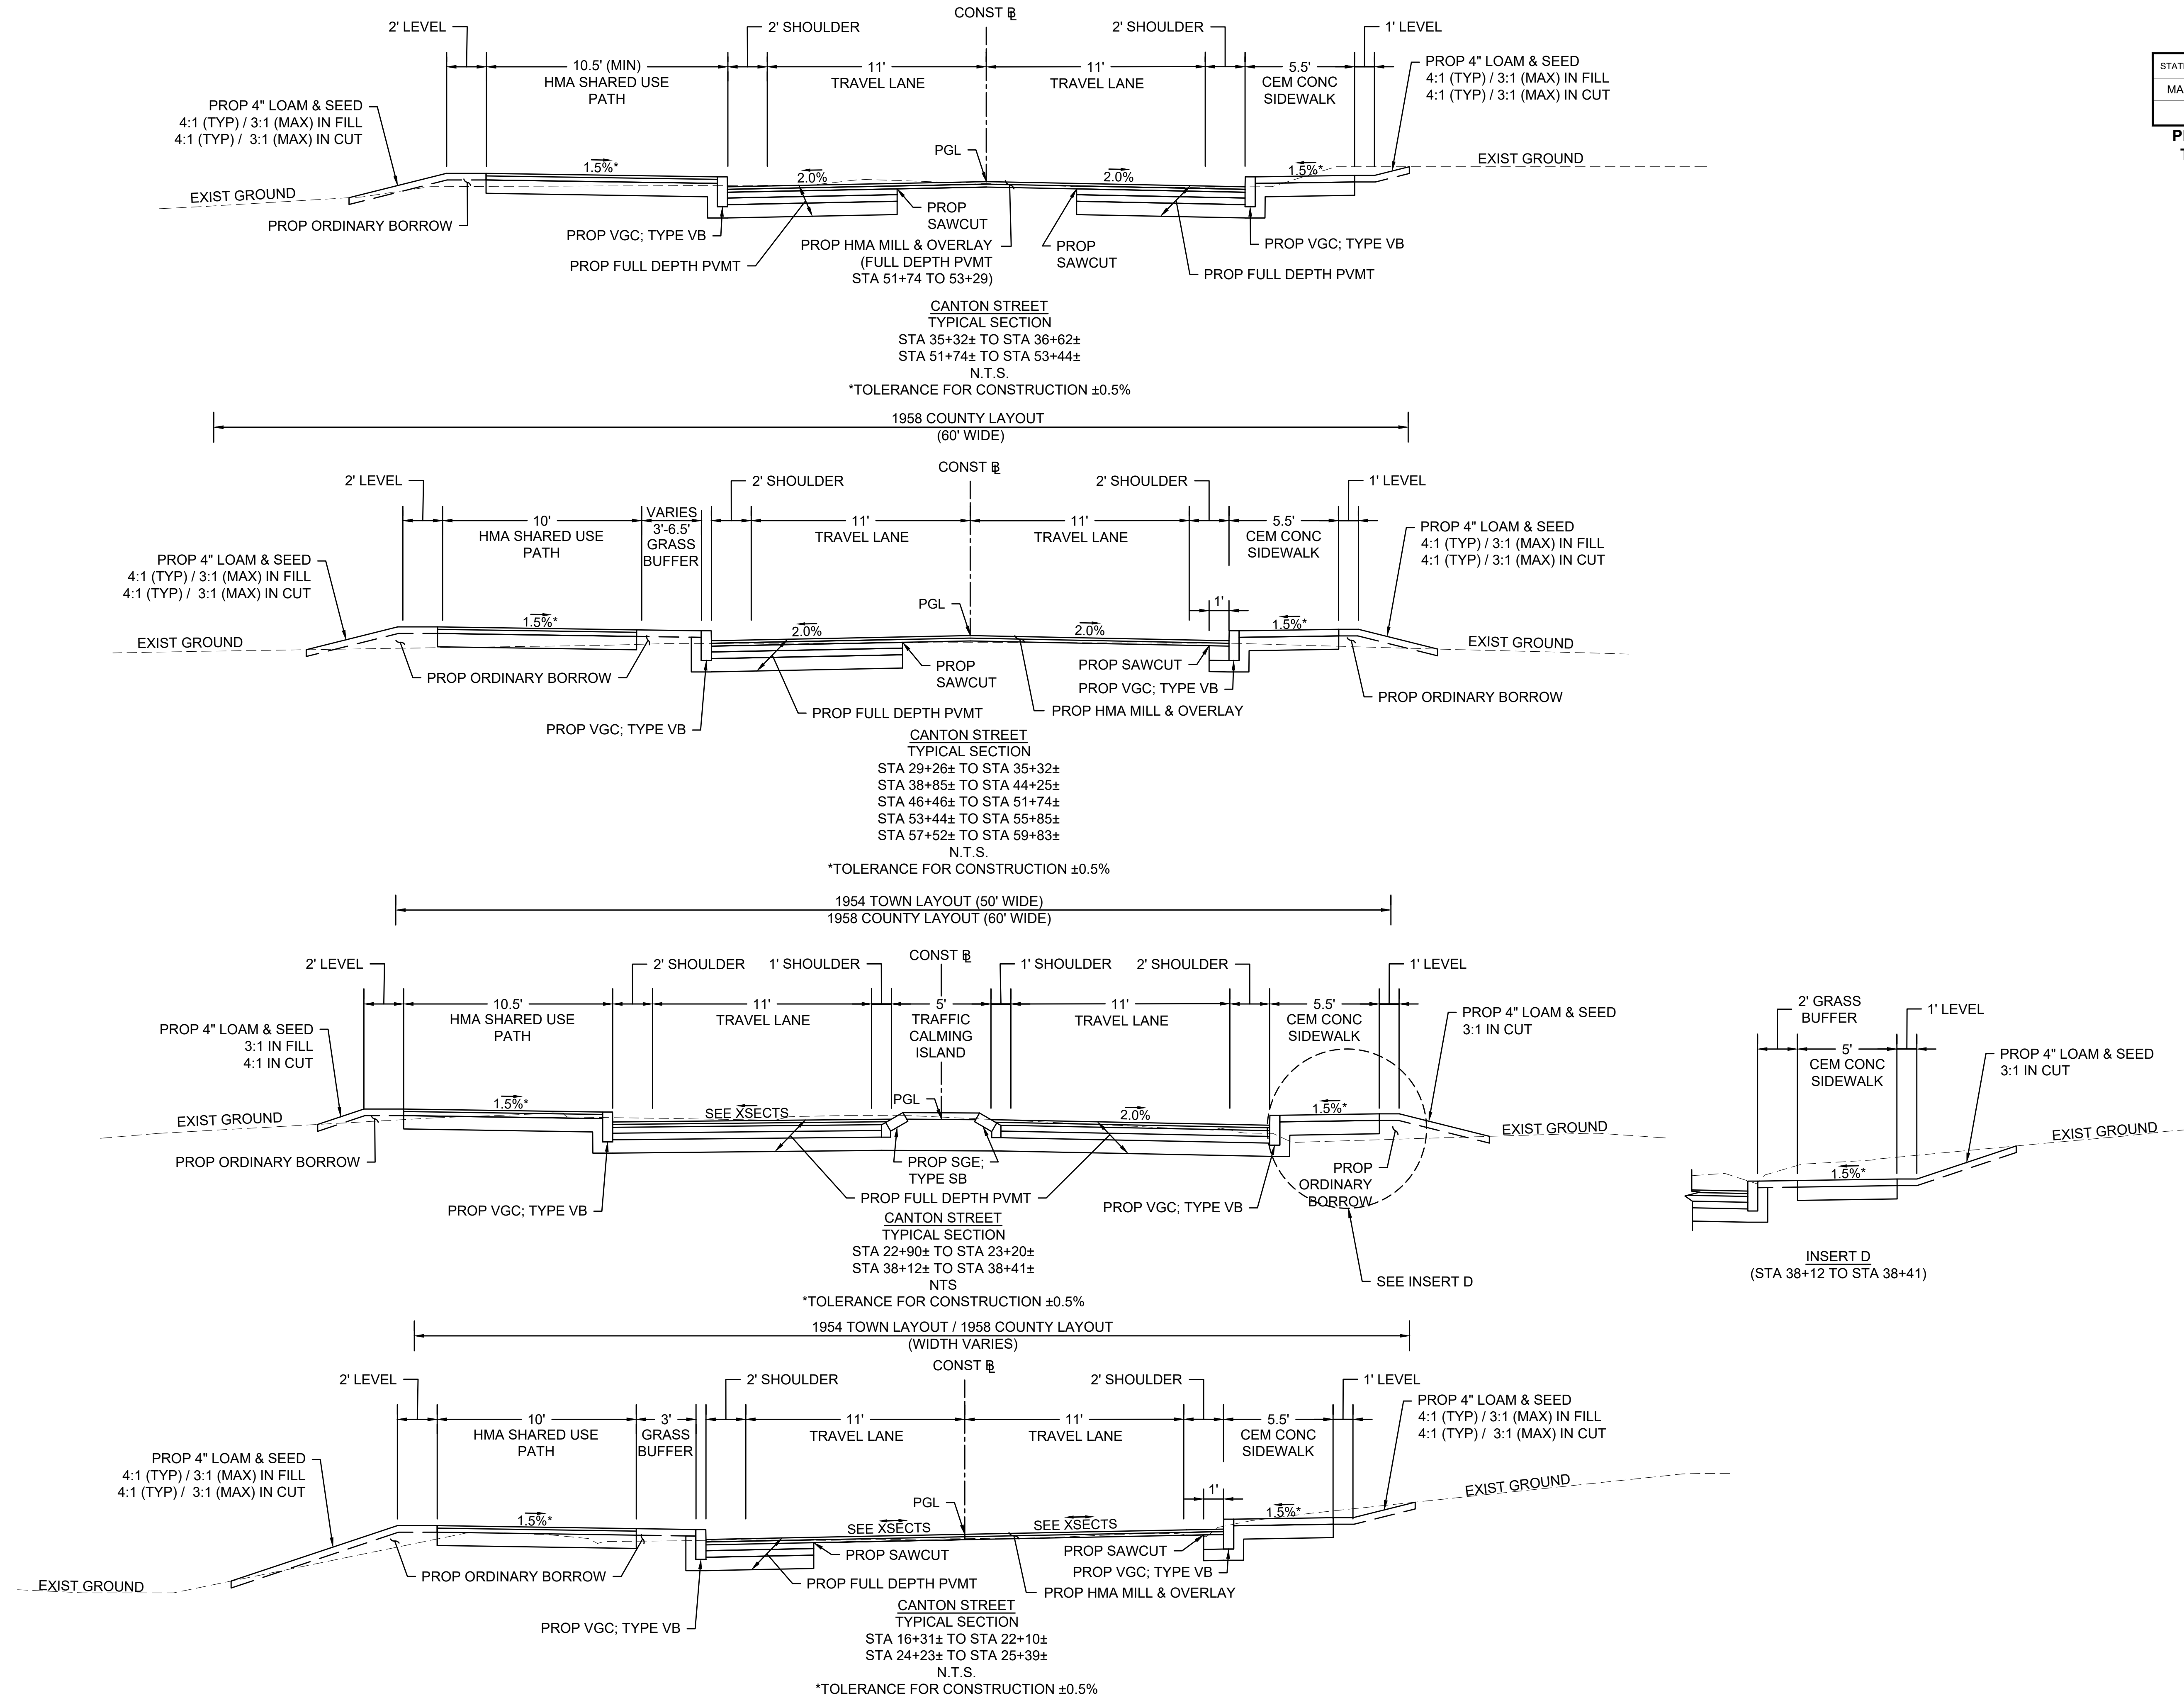 CONST BL
2' LEVEL
2' SHOULDER
2' SHOULDER
1' LEVEL
10.5' (MIN)
HMA SHARED USE
PATH
11'
TRAVEL LANE
11'
TRAVEL LANE
5.5'
CEM CONC
SIDEWALK
PROP 4" LOAM & SEED
4:1 (TYP) / 3:1 (MAX) IN FILL
4:1 (TYP) / 3:1 (MAX) IN CUT
PROP 4" LOAM & SEED
4:1 (TYP) / 3:1 (MAX) IN FILL
4:1 (TYP) / 3:1 (MAX) IN CUT
MA
EXIST GROUND
1.5%*
2.0%
PGL
2.0%
1.5%*
EXIST GROUND
PROP ORDINARY BORROW
PROP VGC; TYPE VB
PROP FULL DEPTH PVMT
PROP
SAWCUT
PROP HMA MILL & OVERLAY
(FULL DEPTH PVMT
STA 51+74 TO 53+29)
PROP
SAWCUT
PROP VGC; TYPE VB
PROP FULL DEPTH PVMT
CANTON STREET
TYPICAL SECTION
STA 35+32± TO STA 36+62±
STA 51+74± TO STA 53+44±
N.T.S.
*TOLERANCE FOR CONSTRUCTION ±0.5%
1958 COUNTY LAYOUT
(60' WIDE)
CONST BL
2' LEVEL
2' SHOULDER
2' SHOULDER
1' LEVEL
10'
HMA SHARED USE
PATH
VARIES
3'-6.5'
GRASS
BUFFER
11'
TRAVEL LANE
11'
TRAVEL LANE
5.5'
CEM CONC
SIDEWALK
PROP 4" LOAM & SEED
4:1 (TYP) / 3:1 (MAX) IN FILL
4:1 (TYP) / 3:1 (MAX) IN CUT
PROP 4" LOAM & SEED
4:1 (TYP) / 3:1 (MAX) IN FILL
4:1 (TYP) / 3:1 (MAX) IN CUT
EXIST GROUND
1.5%*
2.0%
PGL
2.0%
1'
1.5%*
EXIST GROUND
PROP ORDINARY BORROW
PROP VGC; TYPE VB
PROP FULL DEPTH PVMT
PROP
SAWCUT
PROP SAWCUT
PROP VGC; TYPE VB
PROP HMA MILL & OVERLAY
PROP ORDINARY BORROW
CANTON STREET
TYPICAL SECTION
STA 29+26± TO STA 35+32±
STA 38+85± TO STA 44+25±
STA 46+46± TO STA 51+74±
STA 53+44± TO STA 55+85±
STA 57+52± TO STA 59+83±
N.T.S.
*TOLERANCE FOR CONSTRUCTION ±0.5%
1954 TOWN LAYOUT (50' WIDE)
1958 COUNTY LAYOUT (60' WIDE)
CONST BL
2' LEVEL
2' SHOULDER
1' SHOULDER
1' SHOULDER
2' SHOULDER
1' LEVEL
10.5'
HMA SHARED USE
PATH
11'
TRAVEL LANE
5'
TRAFFIC
CALMING
ISLAND
11'
TRAVEL LANE
5.5'
CEM CONC
SIDEWALK
PROP 4" LOAM & SEED
3:1 IN FILL
4:1 IN CUT
PROP 4" LOAM & SEED
3:1 IN CUT
EXIST GROUND
1.5%*
SEE XSECTS
PGL
2.0%
1.5%*
EXIST GROUND
PROP ORDINARY BORROW
PROP VGC; TYPE VB
PROP SGE;
TYPE SB
PROP FULL DEPTH PVMT
PROP VGC; TYPE VB
PROP
ORDINARY
BORROW
SEE INSERT D
CANTON STREET
TYPICAL SECTION
STA 22+90± TO STA 23+20±
STA 38+12± TO STA 38+41±
NTS
*TOLERANCE FOR CONSTRUCTION ±0.5%
2' GRASS
BUFFER
1' LEVEL
5'
CEM CONC
SIDEWALK
PROP 4" LOAM & SEED
3:1 IN CUT
1.5%*
EXIST GROUND
INSERT D
(STA 38+12 TO STA 38+41)
1954 TOWN LAYOUT / 1958 COUNTY LAYOUT
(WIDTH VARIES)
CONST BL
2' LEVEL
2' SHOULDER
2' SHOULDER
1' LEVEL
10'
HMA SHARED USE
PATH
3'
GRASS
BUFFER
11'
TRAVEL LANE
11'
TRAVEL LANE
5.5'
CEM CONC
SIDEWALK
PROP 4" LOAM & SEED
4:1 (TYP) / 3:1 (MAX) IN FILL
4:1 (TYP) / 3:1 (MAX) IN CUT
PROP 4" LOAM & SEED
4:1 (TYP) / 3:1 (MAX) IN FILL
4:1 (TYP) / 3:1 (MAX) IN CUT
EXIST GROUND
1.5%*
SEE XSECTS
PGL
SEE XSECTS
1'
1.5%*
EXIST GROUND
PROP ORDINARY BORROW
PROP VGC; TYPE VB
PROP SAWCUT
PROP FULL DEPTH PVMT
PROP SAWCUT
PROP VGC; TYPE VB
PROP HMA MILL & OVERLAY
CANTON STREET
TYPICAL SECTION
STA 16+31± TO STA 22+10±
STA 24+23± TO STA 25+39±
N.T.S.
*TOLERANCE FOR CONSTRUCTION ±0.5%